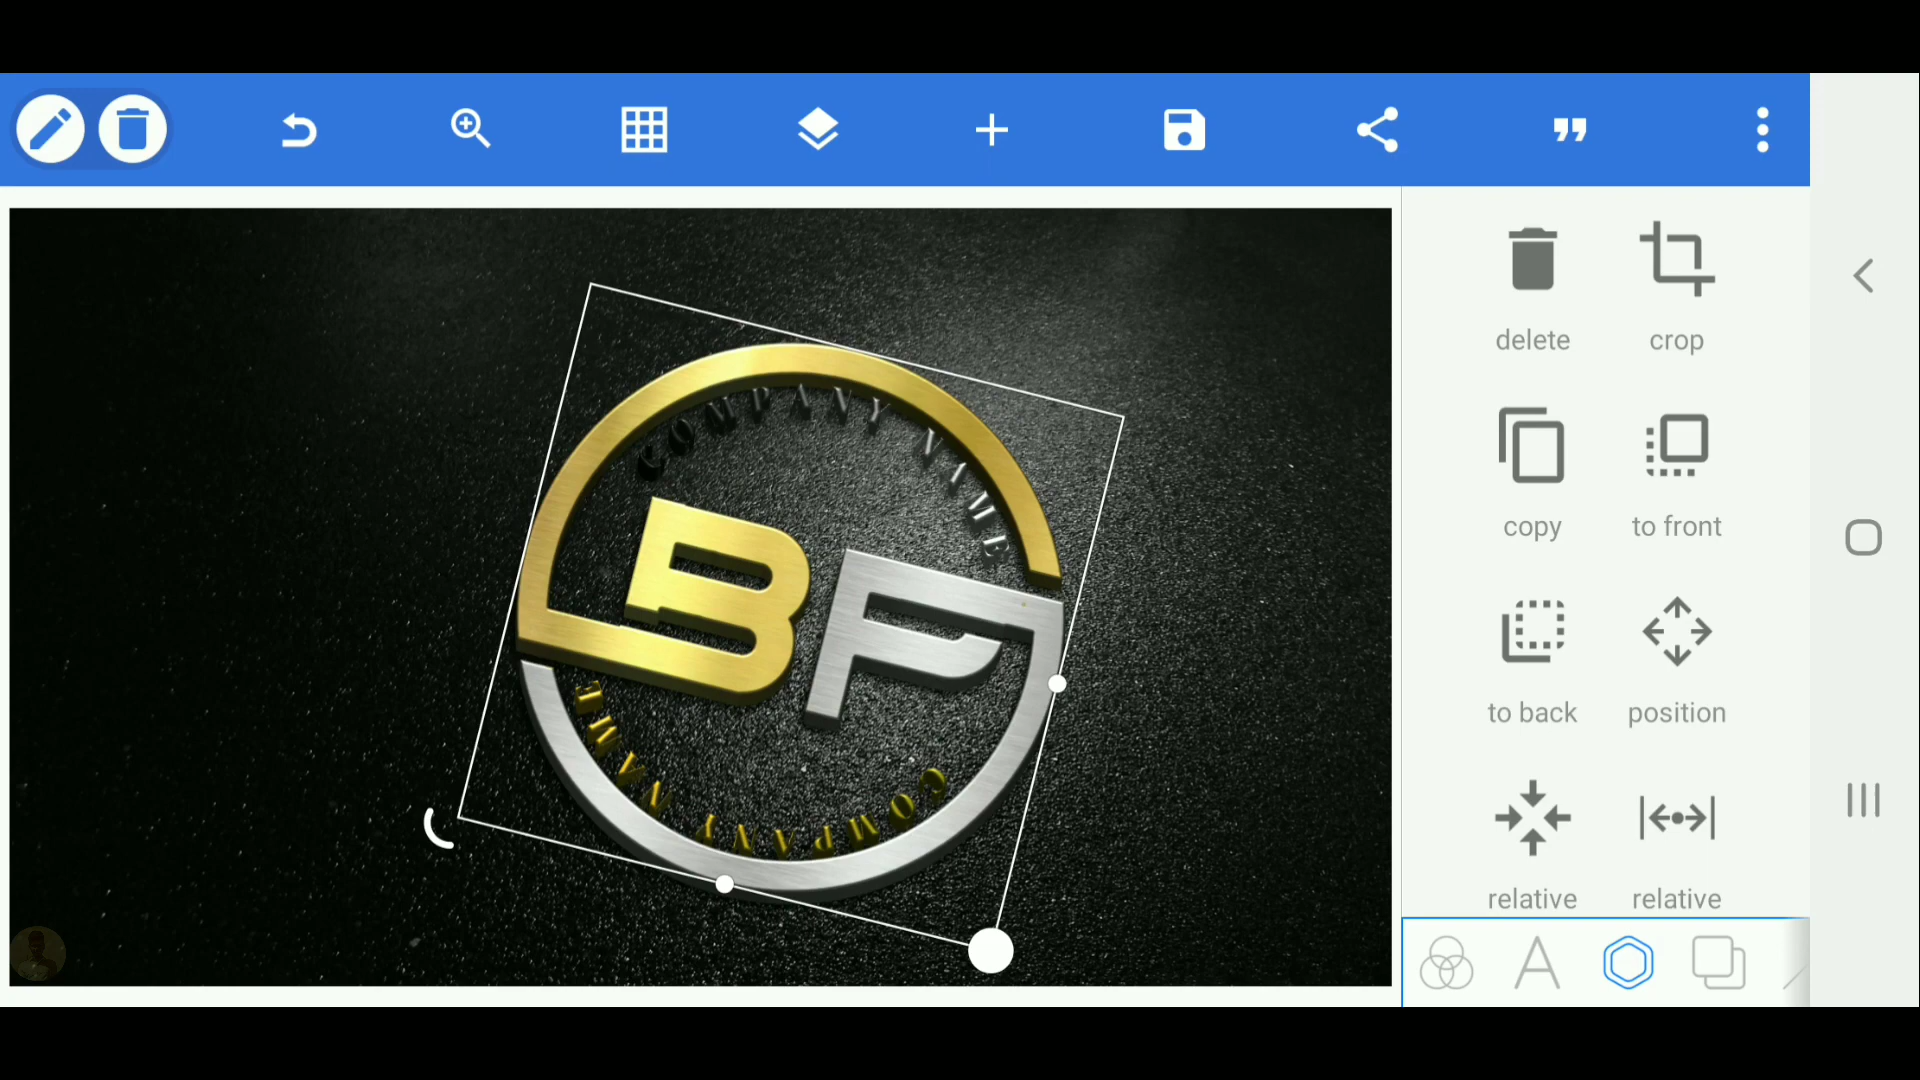 COMPANY NAME
BF
COMPANY NAME
delete
crop
copy
to front
to back
position
relative
relative